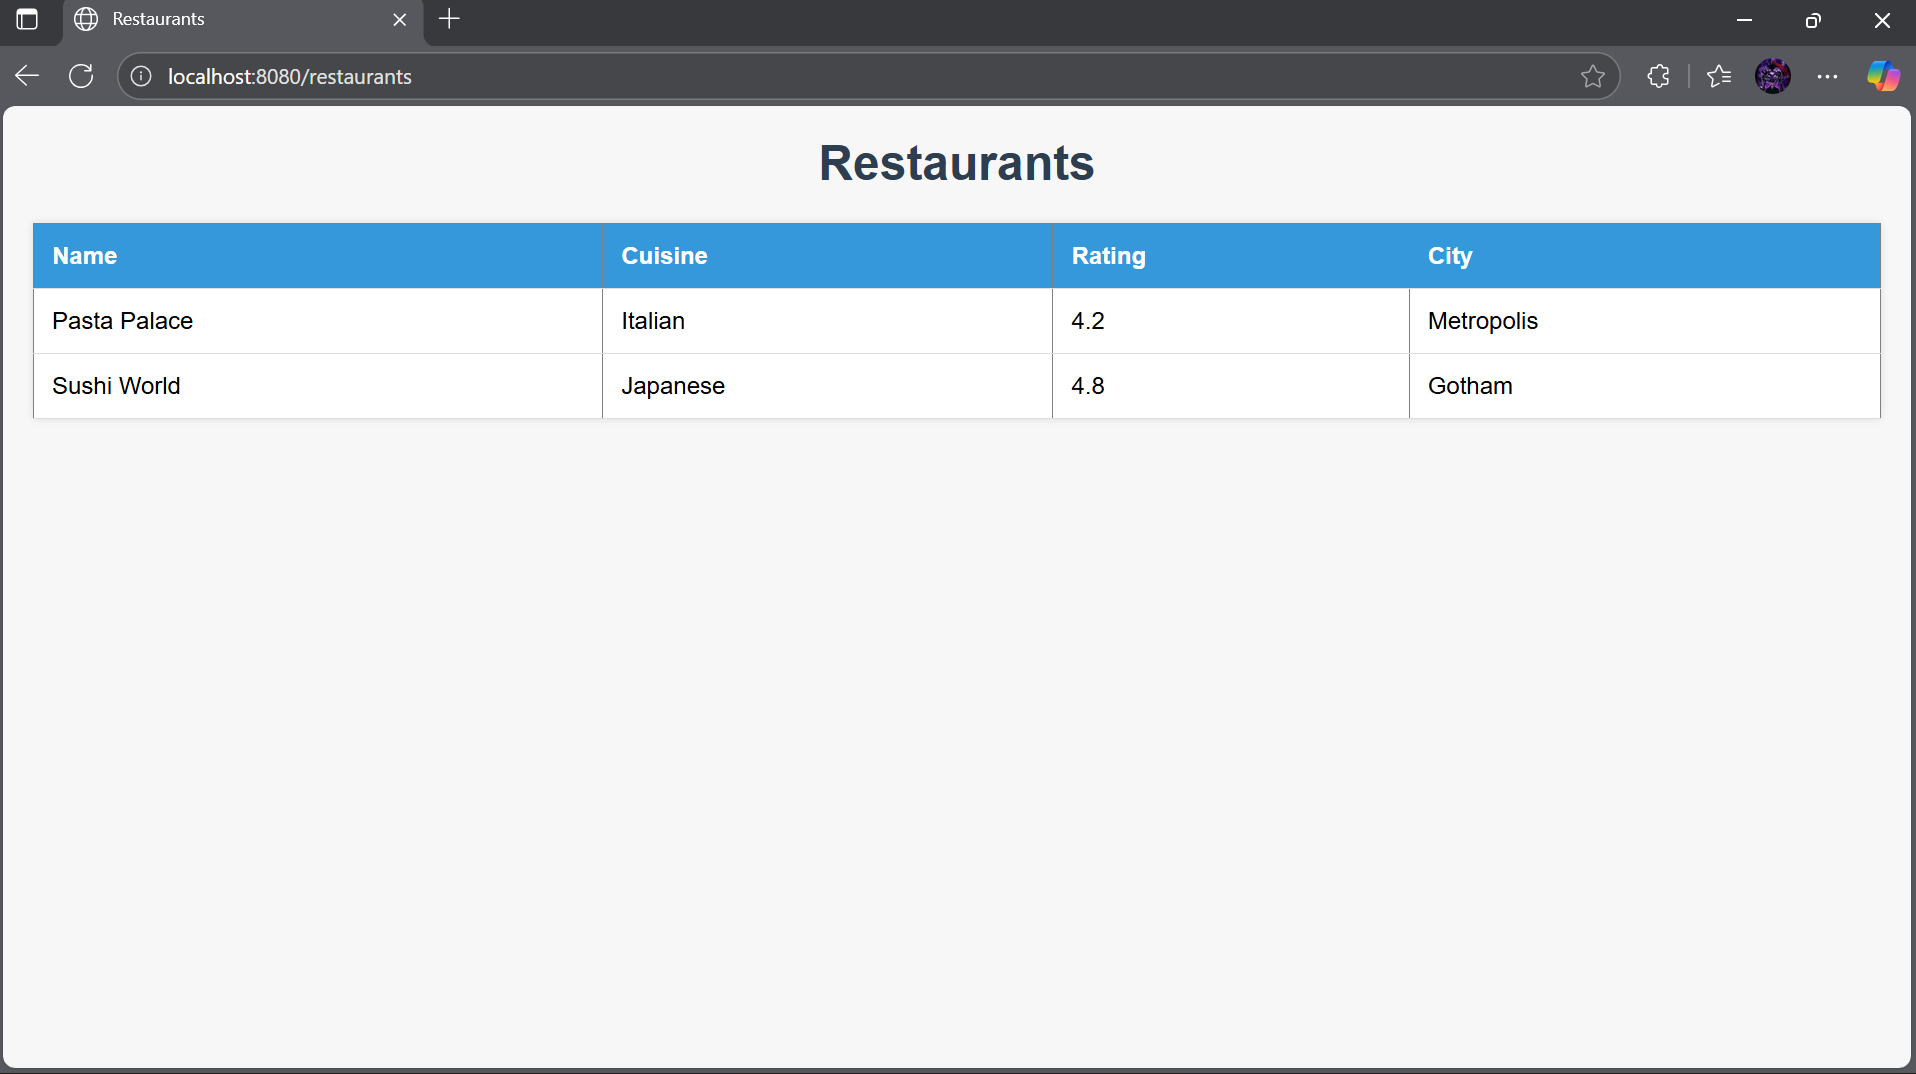 Restaurants
localhost:8080/restaurants
Restaurants
Name Cuisine Rating City
Pasta Palace Italian 4.2 Metropolis
Sushi World Japanese 4.8 Gotham